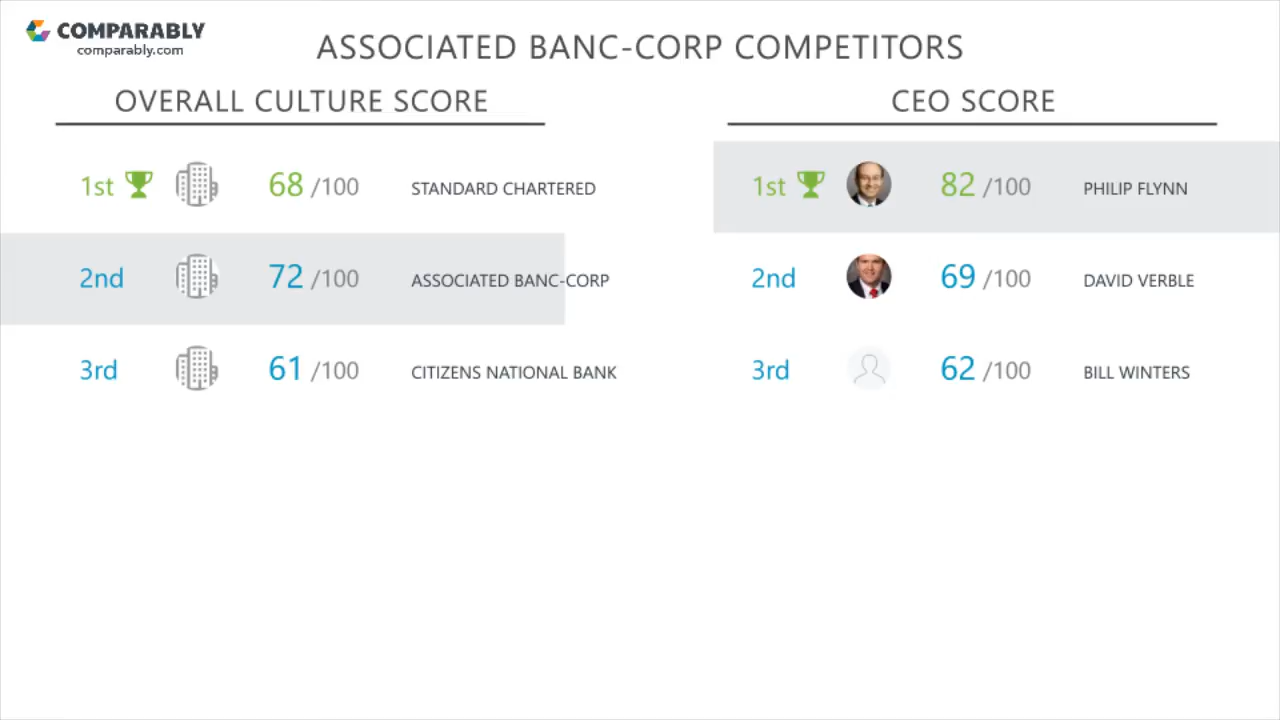 COMPARABLY
comparably.com
ASSOCIATED BANC-CORP COMPETITORS
OVERALL CULTURE SCORE
1st 68 /100 STANDARD CHARTERED
2nd 72 /100 ASSOCIATED BANC-CORP
3rd 61 /100 CITIZENS NATIONAL BANK
CEO SCORE
1st 82 /100 PHILIP FLYNN
2nd 69 /100 DAVID VERBLE
3rd 62 /100 BILL WINTERS